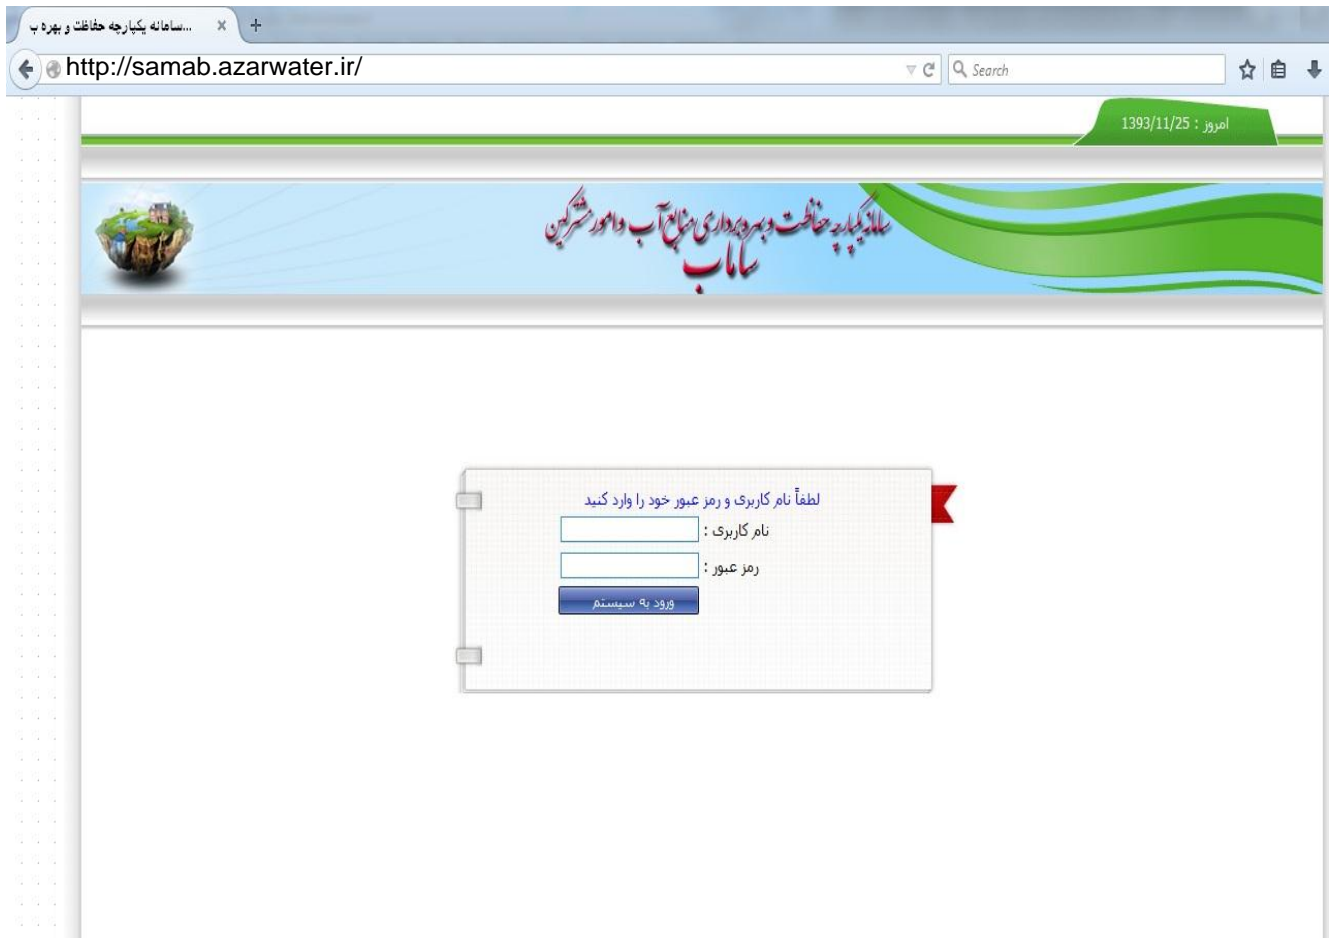 سامانه یکپارچه حفاظت و بهره ب...
http://samab.azarwater.ir/
Search
امروز : 1393/11/25
سامانه یکپارچه حفاظت و بهره برداری منابع آب و امور مشترکین
ساماب
لطفاً نام کاربری و رمز عبور خود را وارد کنید
نام کاربری :
رمز عبور :
ورود به سیستم